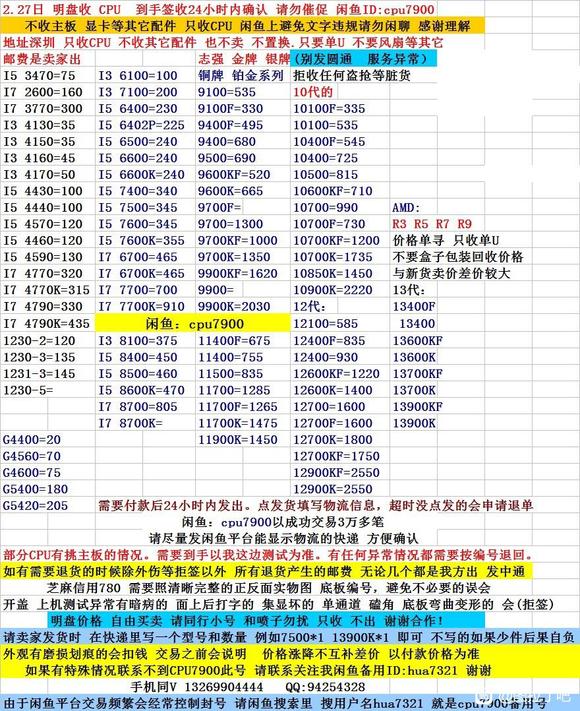 2.27日 明盘收 CPU 到手签收24小时内确认 请勿催促 闲鱼ID:cpu7900
不收主板 显卡等其它配件 只收CPU 闲鱼上避免文字违规请勿闲聊 感谢理解
地址深圳 只收CPU 不收其它配件 也不卖 不置换.只要单U 不要风扇等其它
邮费是卖家出 志强 金牌 银牌 (别发圆通 服务异常)
I5 3470=75 I3 6100=100 铜牌 铂金系列 拒收任何盗抢等脏货
I7 2600=160 I3 7100=200 9100=535 10代的
I7 3770=300 I5 6400=230 9100F=330 10100F=335
I3 4130=35 I5 6402P=225 9400F=495 10100=535
I3 4150=35 I5 6500=240 9400=680 10400F=545
I3 4160=45 I5 6600=240 9500=690 10400=725
I3 4170=50 I5 6600K=240 9600KF=520 10500=815
I5 4430=100 I5 7400=340 9600K=665 10600KF=710
I5 4440=100 I5 7500=345 9700F= 10700=990 AMD:
I5 4570=120 I5 7600=345 9700=1300 10700F=730 R3 R5 R7 R9
I5 4460=120 I5 7600K=355 9700KF=1000 10700KF=1200 价格单寻 只收单U
I5 4590=130 I7 6700=465 9700K=1350 10700K=1735 不要盒子包装回收价格
I7 4770=320 I7 6700K=465 9900KF=1620 10850K=1450 与新货卖价差较大
I7 4770K=315 I7 7700=700 9900= 10900K=2220 13代:
I7 4790=330 I7 7700K=910 9900K=2030 12代: 13400F
I7 4790K=435 闲鱼: cpu7900 12100=585 13400
1230-2=120 I3 8100=375 11400F=675 12400F=835 13600KF
1230-3=135 I5 8400=450 11400=755 12400=930 13600K
1231-3=145 I5 8500=460 11500=835 12600KF=1220 13700KF
1230-5= I5 8600K=470 11700=1285 12600K=1400 13700K
I7 8700=805 11700F=1265 12700=1600 13900KF
I7 8700K= 11700K=1475 12700F=1600 13900K
G4400=20 11900K=1450 12700K=1800
G4560=70 12700KF=1750
G4600=75 12900KF=2550
G5400=180 12900K=2550
G5420=205 需要付款后24小时内发出。点发货填写物流信息，超时没点发的会申请退单
闲鱼: cpu7900以成功交易3万多笔
请尽量发闲鱼平台能显示物流的快递 方便确认
部分CPU有挑主板的情况。需要到手以我这边测试为准。有任何异常情况都需要按编号退回。
如有需要退货的时候除外伤等拒签以外 所有退货产生的邮费 无论几个都是我方出 发中通
芝麻信用780 需要照清晰完整的正反面实物图 底板编号，避免不必要的误会
开盖 上机测试异常有暗病的 面上后打字的 集显坏的 单通道 磕角 底板弯曲变形的 会(拒签)
明盘价格 自由买卖 请同行小号 和喷子勿扰 只收 不出 谢谢合作!
请卖家发货时 在快递里写一个型号和数量 例如7500*1 13900K*1 即可 不写的如果少件后果自负
外观有磨损划痕的会扣钱 交易之前会说明 价格涨降不互补差价 以付款价格为准
如果有特殊情况联系不到CPU7900此号 请联系关注我闲鱼备用ID:hua7321 谢谢
手机同V 13269904444 QQ:94254328
由于闲鱼平台交易频繁会经常控制封号 请闲鱼搜索里 搜用户名hua7321 就是cpu7900备用号